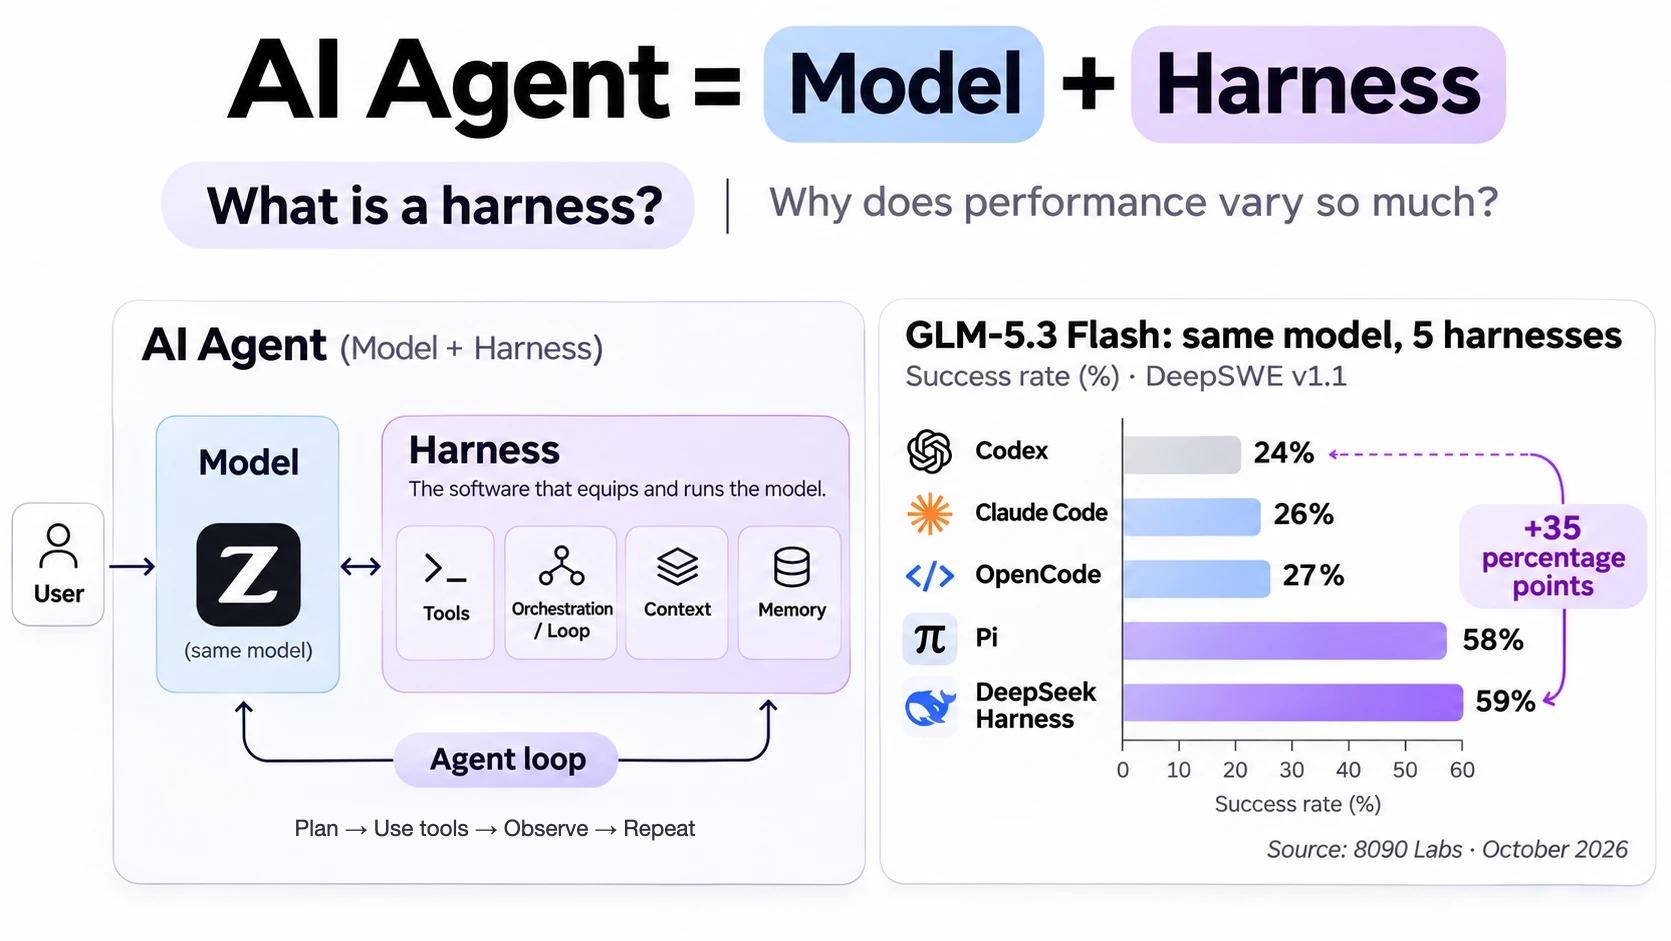 AI Agent = Model + Harness
What is a harness? | Why does performance vary so much?
AI Agent (Model + Harness)
User
Model
Z
(same model)
Harness
The software that equips and runs the model.
Tools
Orchestration
/ Loop
Context
Memory
Agent loop
Plan → Use tools → Observe → Repeat
GLM-5.3 Flash: same model, 5 harnesses
Success rate (%) · DeepSWE v1.1
Codex 24%
Claude Code 26%
</> OpenCode 27%
π Pi 58%
DeepSeek
Harness 59%
+35
percentage
points
0 10 20 30 40 50 60
Success rate (%)
Source: 8090 Labs · October 2026